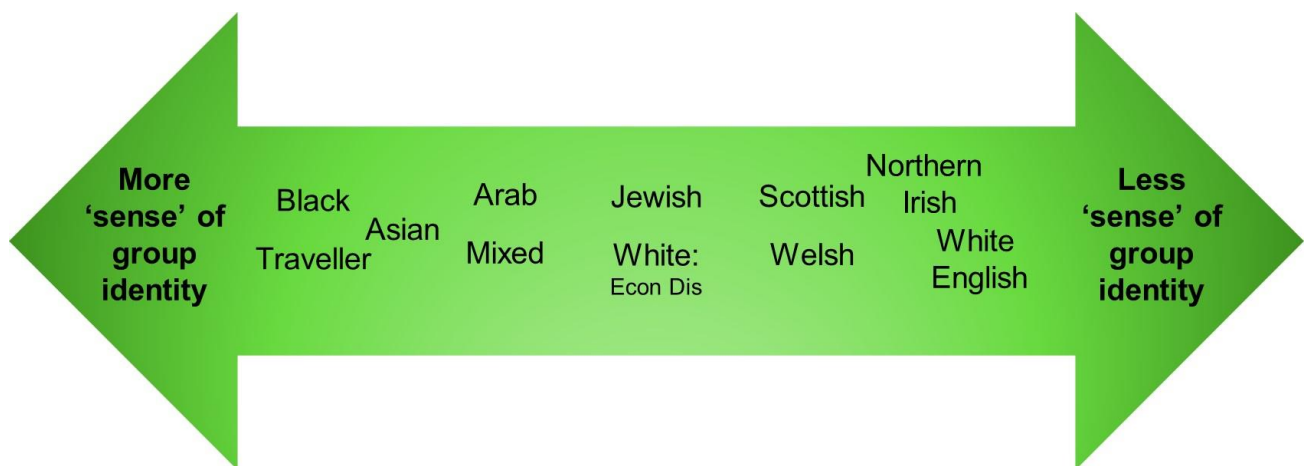 More
‘sense’ of
group
identity
Black
Traveller
Asian
Arab
Mixed
Jewish
White:
Econ Dis
Scottish
Welsh
Northern
Irish
White
English
Less
‘sense’ of
group
identity